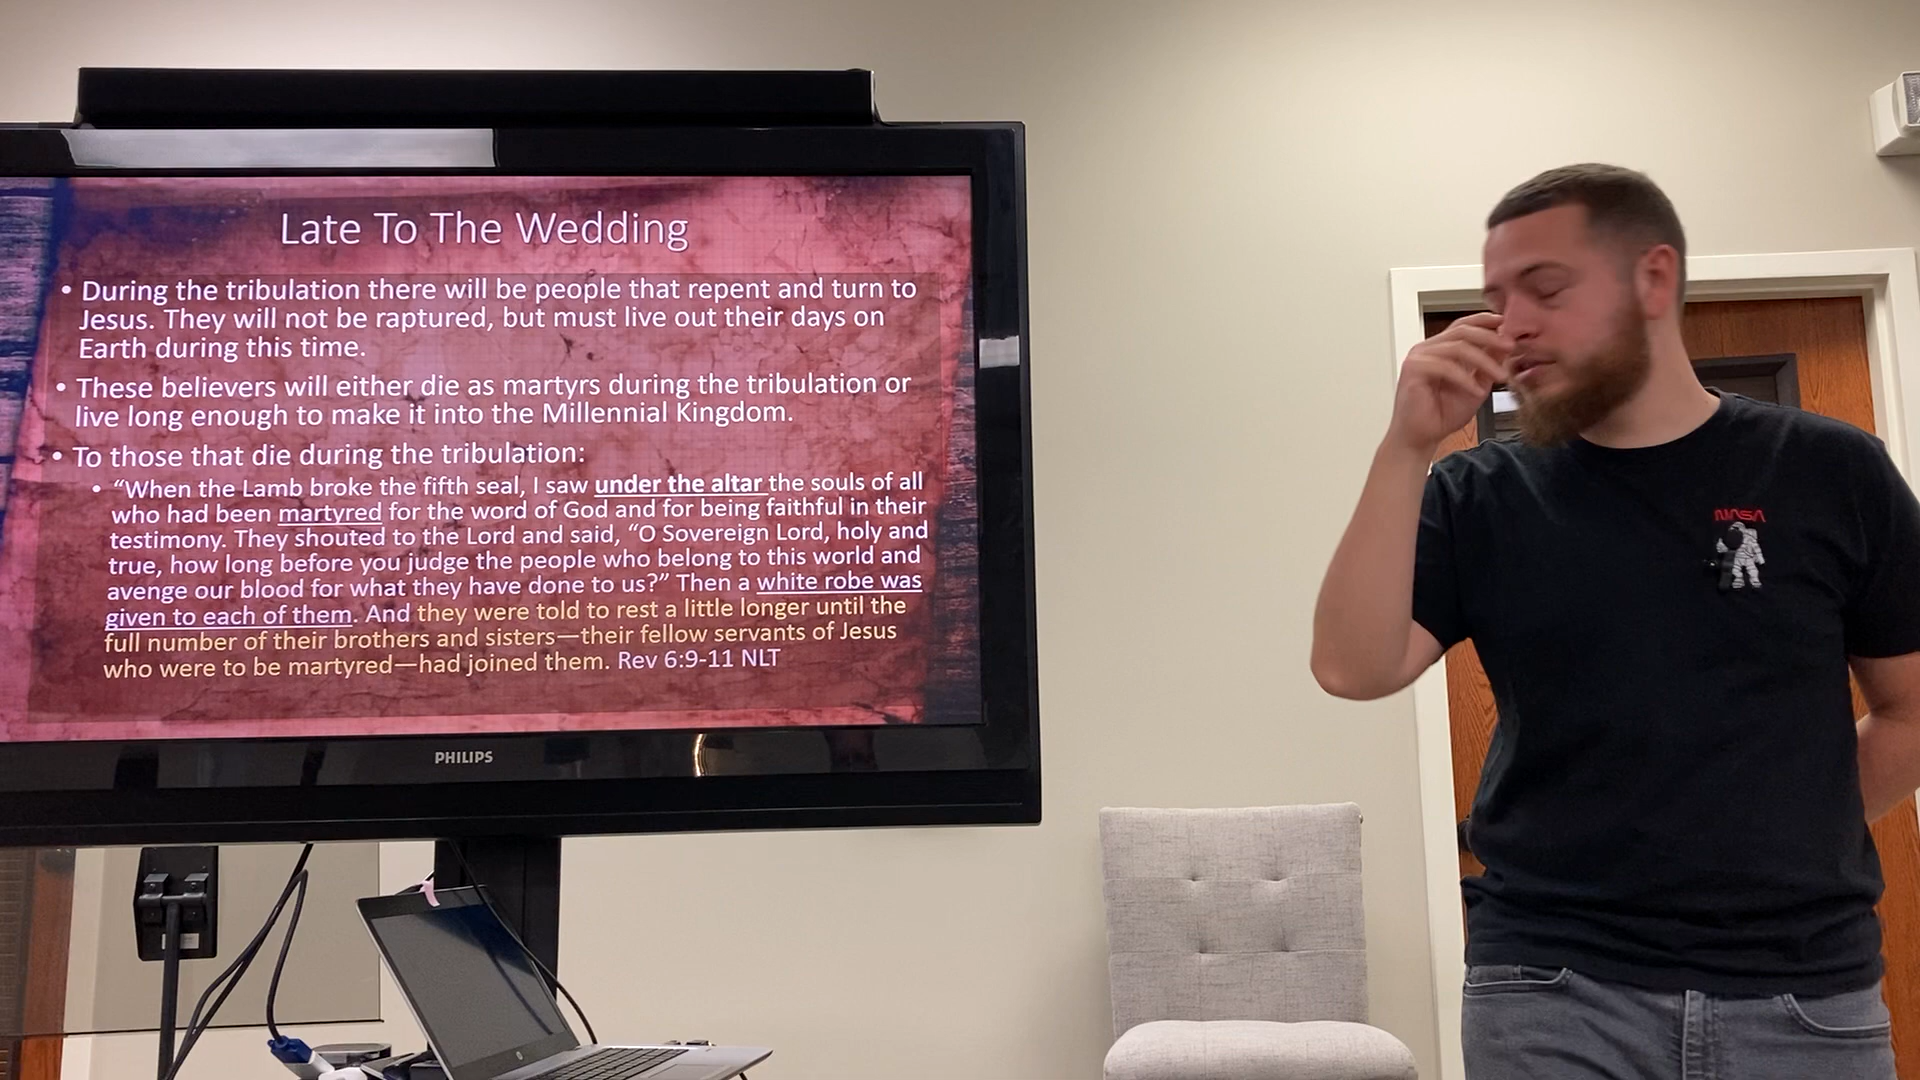 Late To The Wedding
• During the tribulation there will be people that repent and turn to
Jesus. They will not be raptured, but must live out their days on
Earth during this time.
• These believers will either die as martyrs during the tribulation or
live long enough to make it into the Millennial Kingdom.
• To those that die during the tribulation:
• “When the Lamb broke the fifth seal, I saw under the altar the souls of all
who had been martyred for the word of God and for being faithful in their
testimony. They shouted to the Lord and said, “O Sovereign Lord, holy and
true, how long before you judge the people who belong to this world and
avenge our blood for what they have done to us?” Then a white robe was
given to each of them. And they were told to rest a little longer until the
full number of their brothers and sisters—their fellow servants of Jesus
who were to be martyred—had joined them. Rev 6:9-11 NLT
PHILIPS
NASA